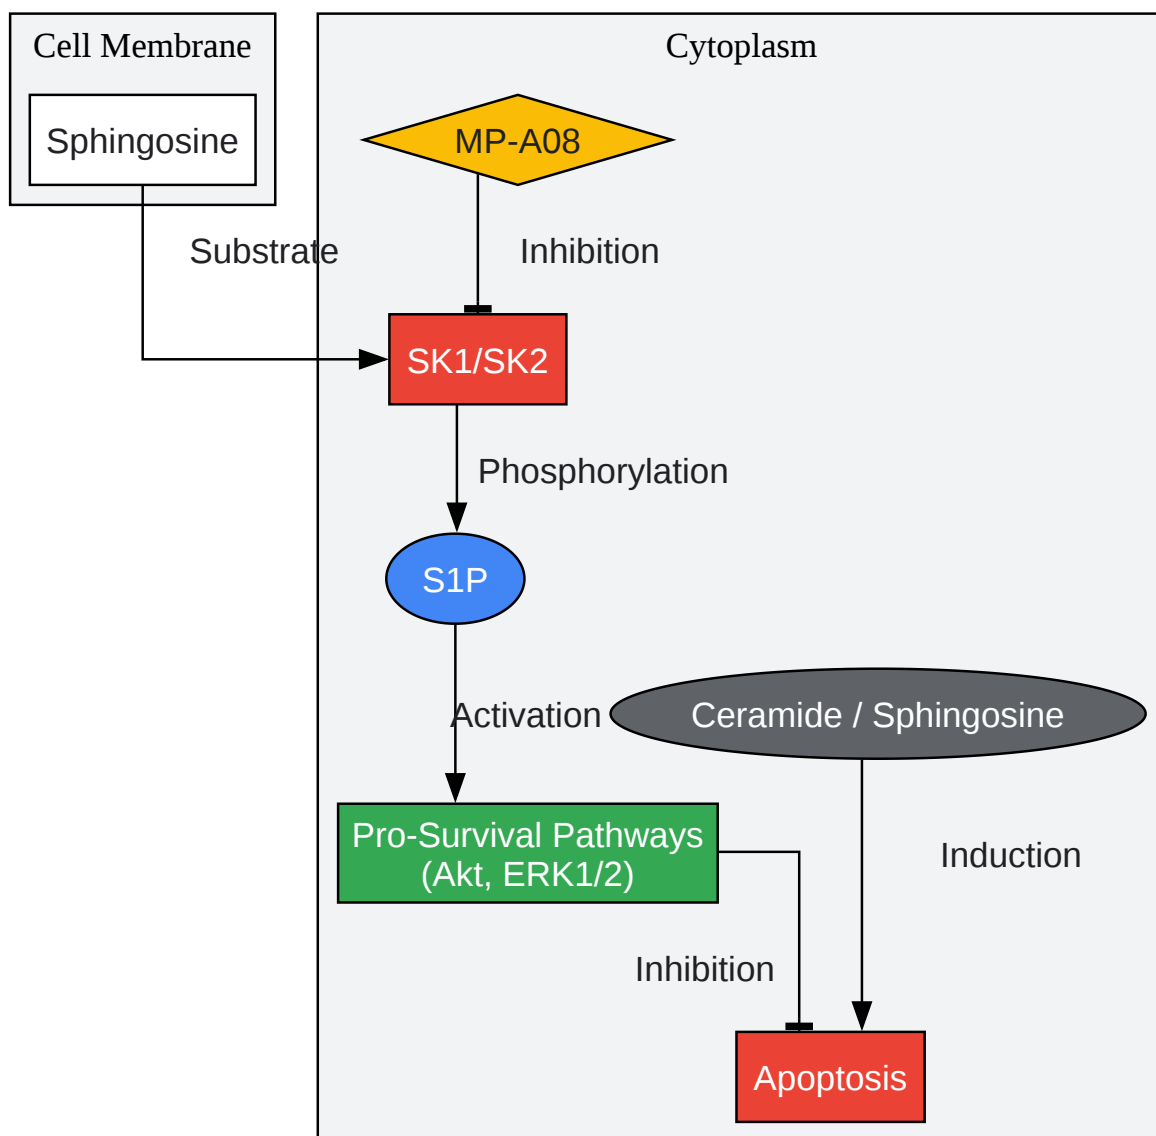 Cell Membrane
Cytoplasm
Sphingosine
MP-A08
Substrate
Inhibition
SK1/SK2
Phosphorylation
S1P
Activation
Ceramide / Sphingosine
Pro-Survival Pathways
(Akt, ERK1/2)
Induction
Inhibition
Apoptosis